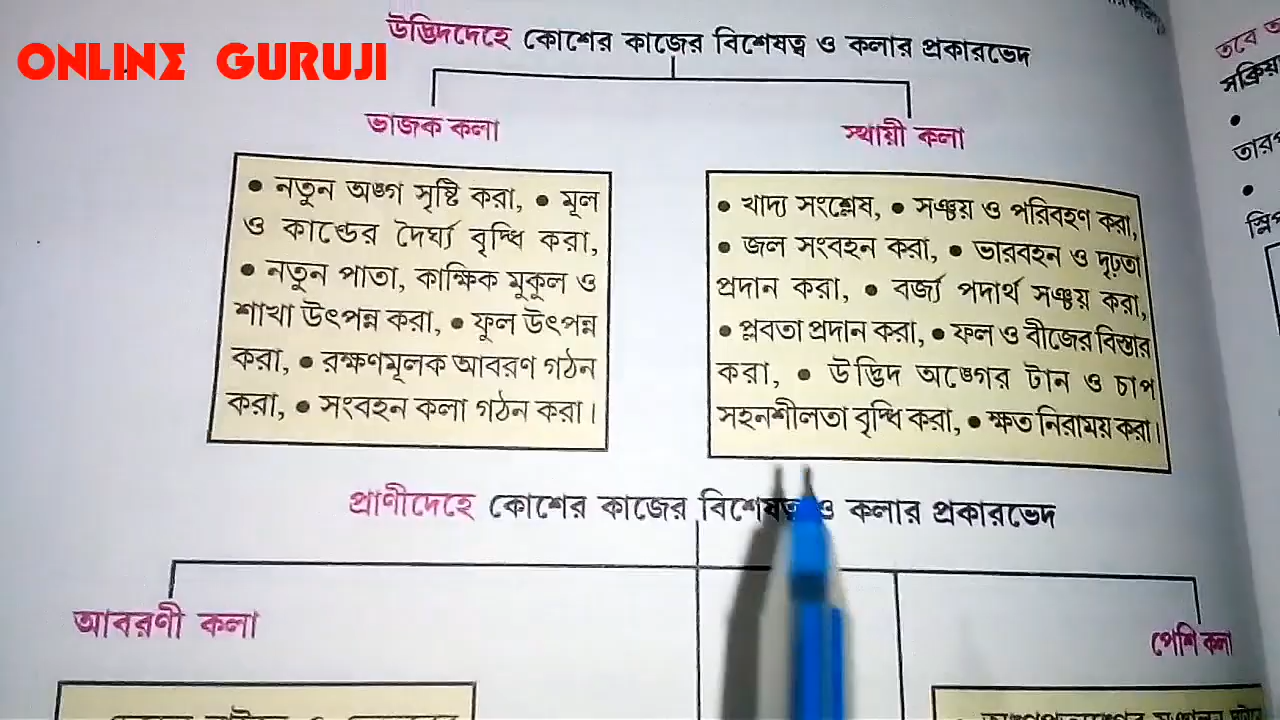 উদ্ভিদদেহে কোশের কাজের বিশেষত্ব ও কলার প্রকারভেদ
ONLINE GURUJI
ভাজক কলা
স্থায়ী কলা
• নতুন অঙ্গ সৃষ্টি করা, • মূল
ও কাণ্ডের দৈর্ঘ্য বৃদ্ধি করা,
• নতুন পাতা, কাক্ষিক মুকুল ও
শাখা উৎপন্ন করা, • ফুল উৎপন্ন
করা, • রক্ষণমূলক আবরণ গঠন
করা, • সংবহন কলা গঠন করা।
• খাদ্য সংশ্লেষ, • সঞ্চয় ও পরিবহণ করা,
• জল সংবহন করা, • ভারবহন ও দৃঢ়তা
প্রদান করা, • বর্জ্য পদার্থ সঞ্চয় করা,
• প্লবতা প্রদান করা, • ফল ও বীজের বিস্তার
করা, • উদ্ভিদ অঙ্গের টান ও চাপ
সহনশীলতা বৃদ্ধি করা, • ক্ষত নিরাময় করা।
প্রাণীদেহে কোশের কাজের বিশেষত্ব ও কলার প্রকারভেদ
আবরণী কলা
পেশি কলা
তবে
সক্রিয়